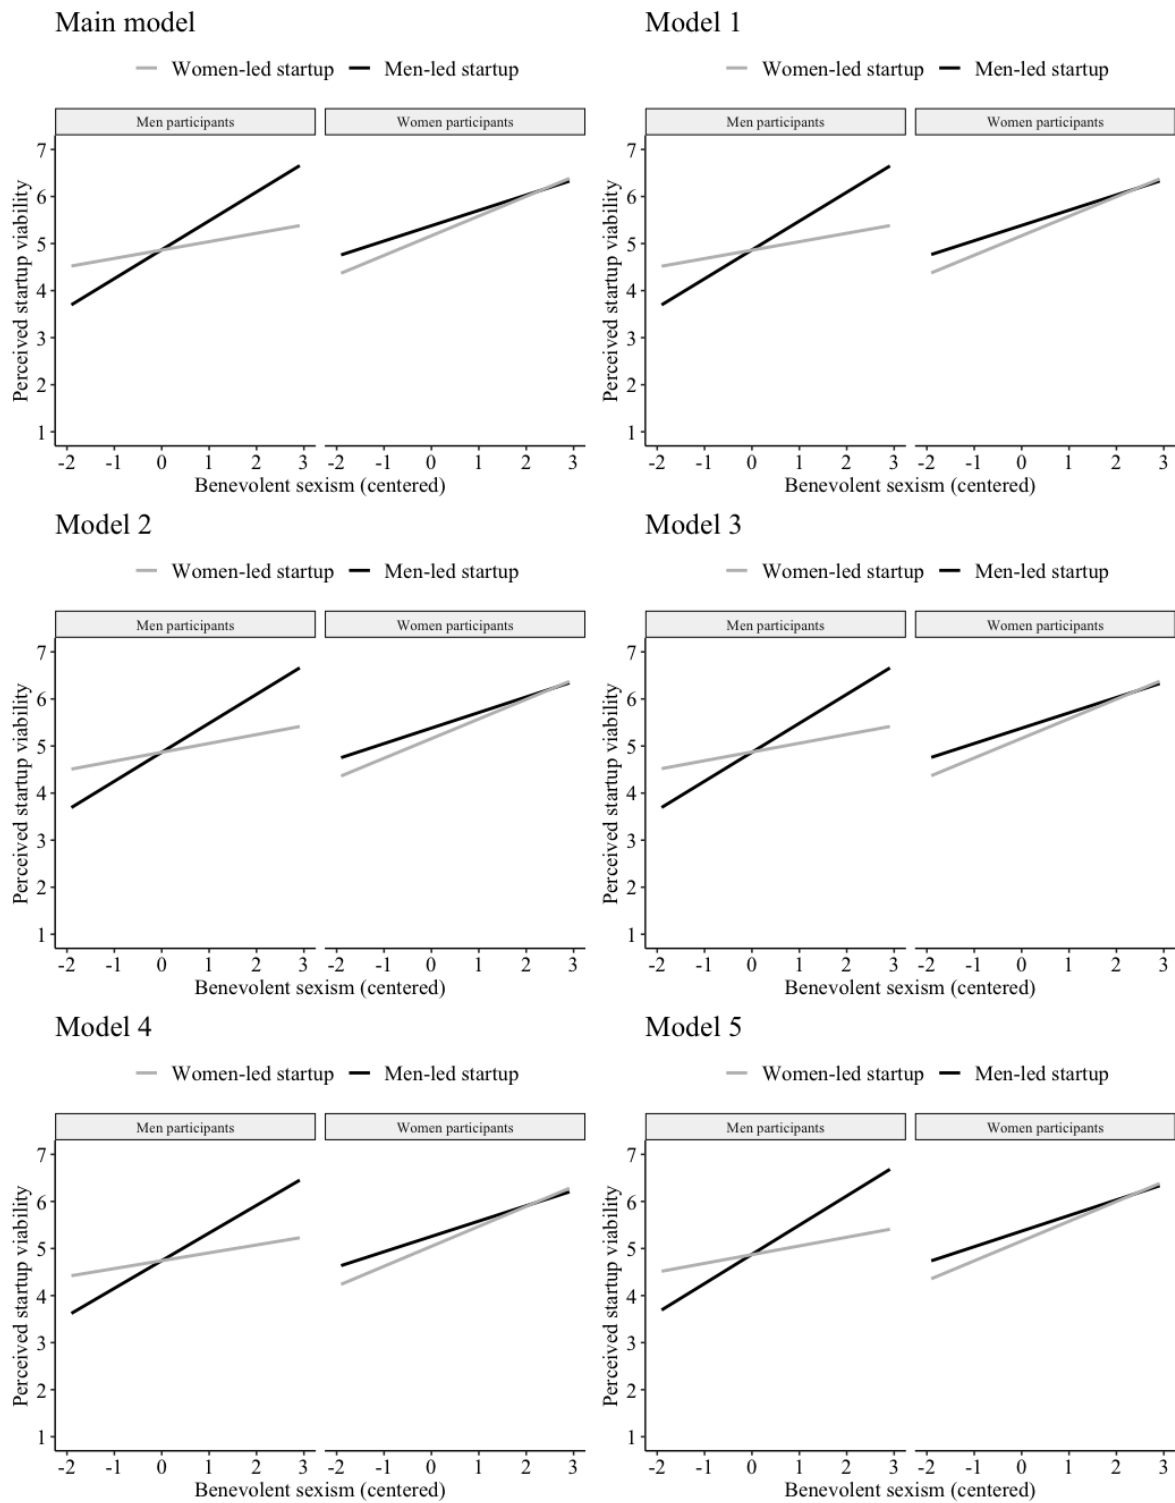 Main model
Women-led startup Men-led startup
Men participants
Women participants
Perceived startup viability
7
6
5
4
3
2
1
-2 -1 0 1 2 3
-2 -1 0 1 2 3
Benevolent sexism (centered)
Model 1
Women-led startup Men-led startup
Men participants
Women participants
Perceived startup viability
7
6
5
4
3
2
1
-2 -1 0 1 2 3
-2 -1 0 1 2 3
Benevolent sexism (centered)
Model 2
Women-led startup Men-led startup
Men participants
Women participants
Perceived startup viability
7
6
5
4
3
2
1
-2 -1 0 1 2 3
-2 -1 0 1 2 3
Benevolent sexism (centered)
Model 3
Women-led startup Men-led startup
Men participants
Women participants
Perceived startup viability
7
6
5
4
3
2
1
-2 -1 0 1 2 3
-2 -1 0 1 2 3
Benevolent sexism (centered)
Model 4
Women-led startup Men-led startup
Men participants
Women participants
Perceived startup viability
7
6
5
4
3
2
1
-2 -1 0 1 2 3
-2 -1 0 1 2 3
Benevolent sexism (centered)
Model 5
Women-led startup Men-led startup
Men participants
Women participants
Perceived startup viability
7
6
5
4
3
2
1
-2 -1 0 1 2 3
-2 -1 0 1 2 3
Benevolent sexism (centered)